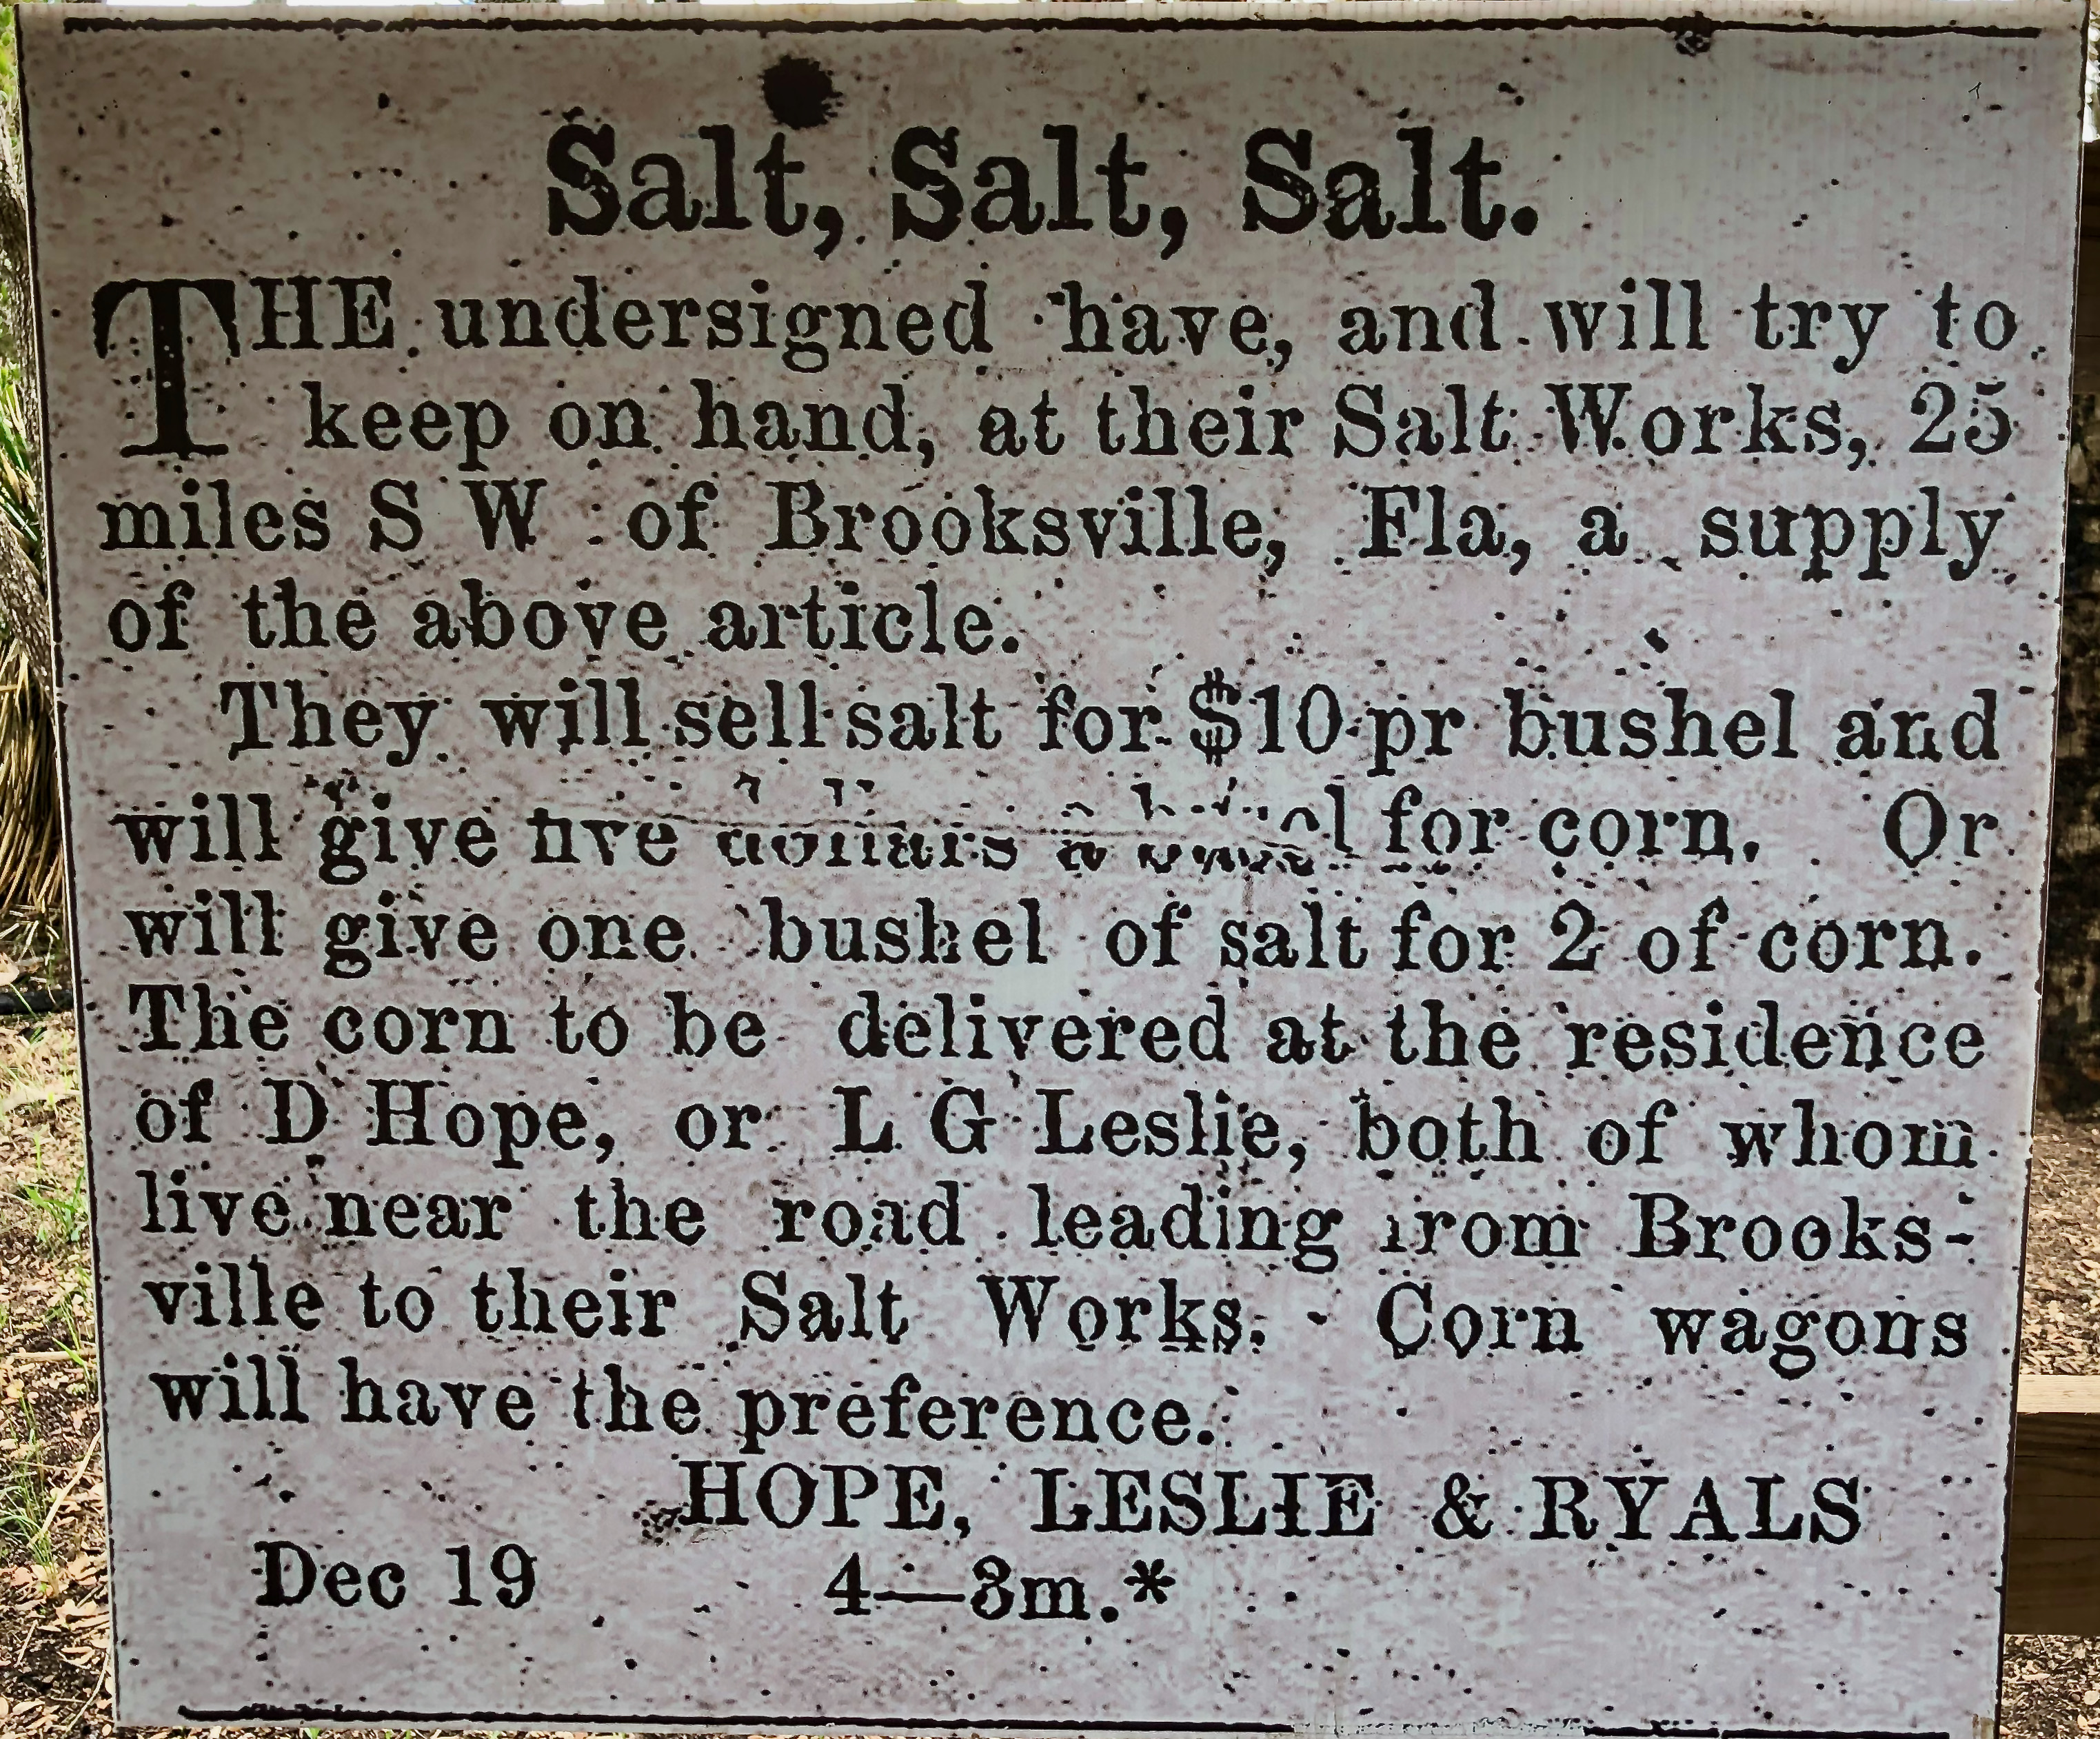 Salt, Salt, Salt.
THE undersigned have, and will try to
keep on hand, at their Salt Works, 25
miles S W of Brooksville, Fla, a supply
of the above article.
They will sell salt for $10 pr bushel and
will give five dollars a bushel for corn. Or
will give one bushel of salt for 2 of corn.
The corn to be delivered at the residence
of D Hope, or L G Leslie, both of whom
live near the road leading from Brooks-
ville to their Salt Works. Corn wagons
will have the preference.
HOPE, LESLIE & RYALS
Dec 19 4—3m.*